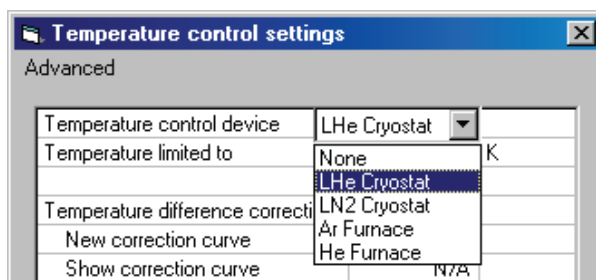 Temperature control settings
Advanced
Temperature control device LHe Cryostat
Temperature limited to K
None
LHe Cryostat
LN2 Cryostat
Ar Furnace
He Furnace
Temperature difference correcti
New correction curve
Show correction curve N/A